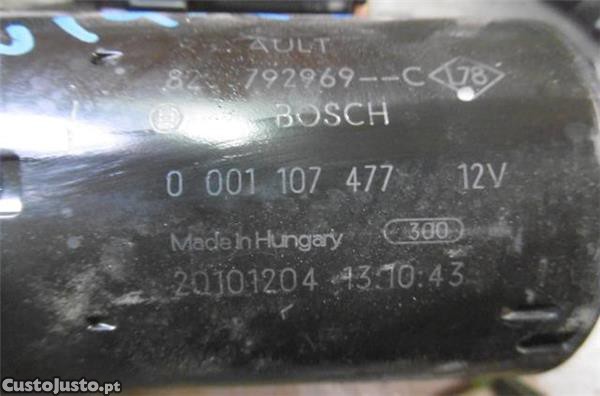 AULT
82 792969--C 178
BOSCH
0 001 107 477 12V
Made in Hungary 300
20101204 13:10:43
CustoJusto.pt